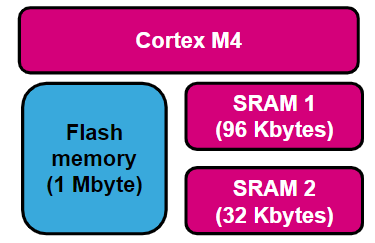 Cortex M4
Flash
memory
(1 Mbyte)
SRAM 1
(96 Kbytes)
SRAM 2
(32 Kbytes)